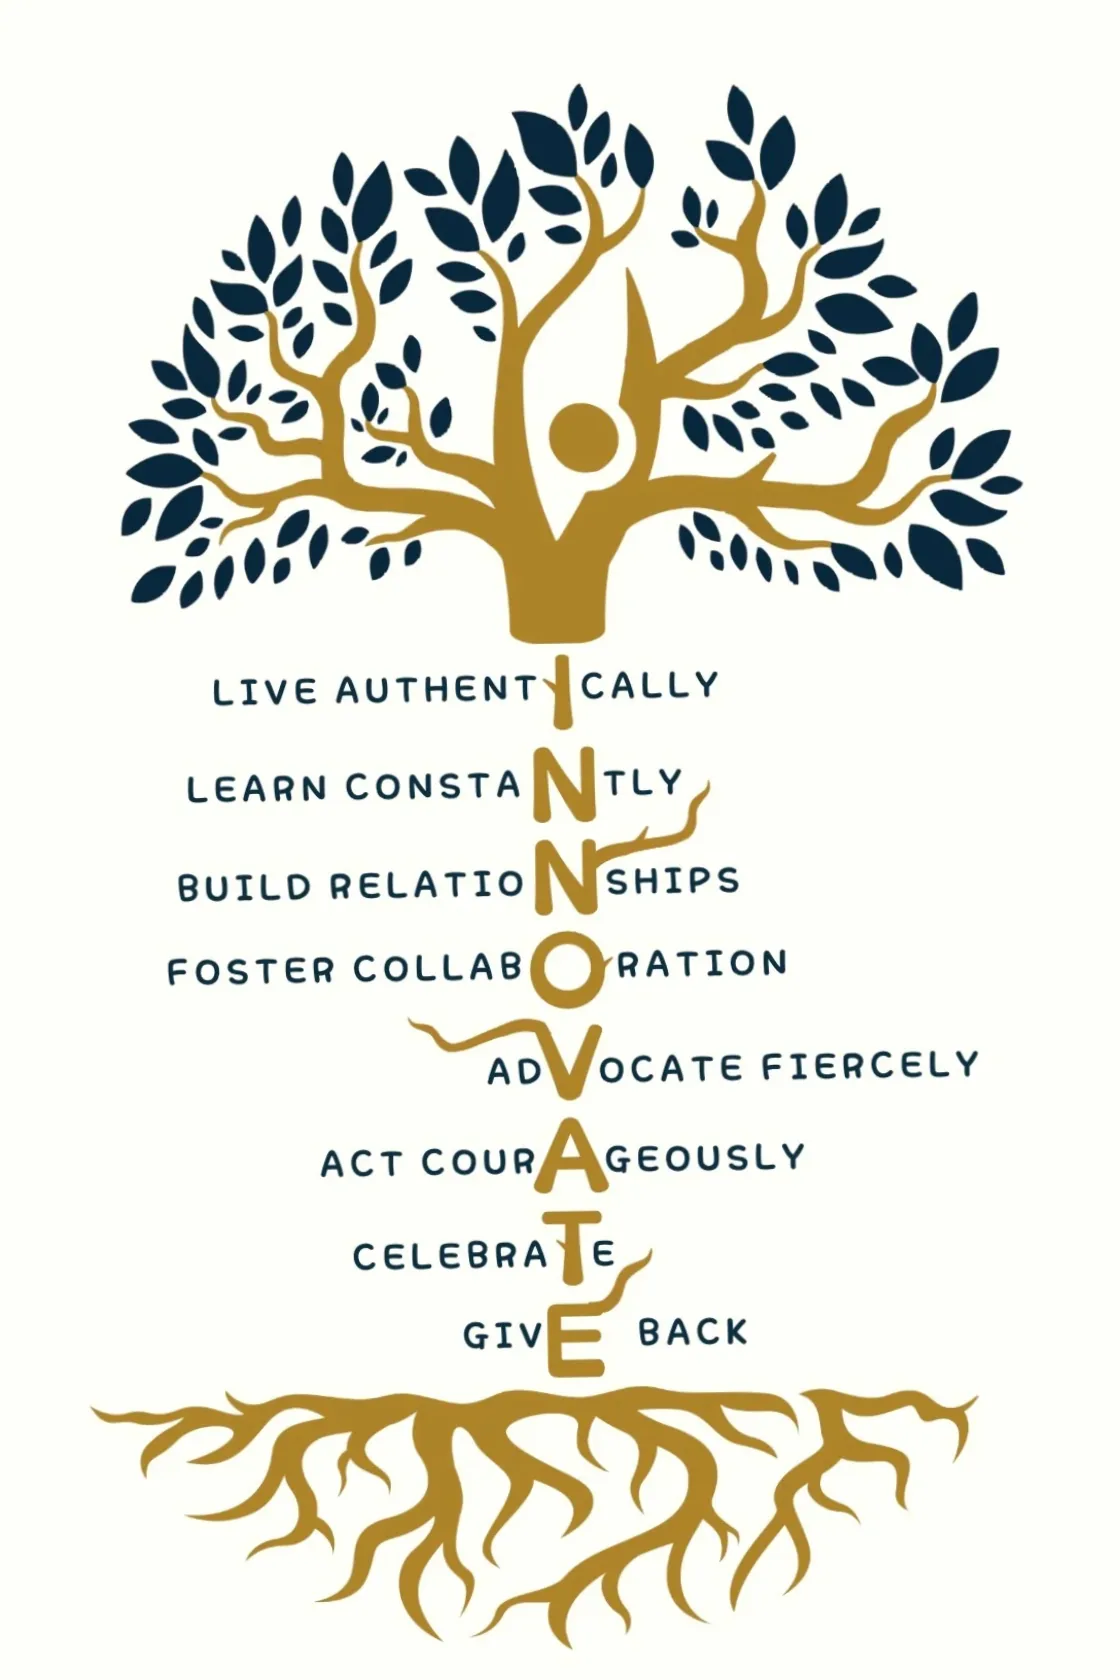 LIVE AUTHENTICALLY
LEARN CONSTANTLY
BUILD RELATIONSHIPS
FOSTER COLLABORATION
ADVOCATE FIERCELY
ACT COURAGEOUSLY
CELEBRATE
GIVE BACK